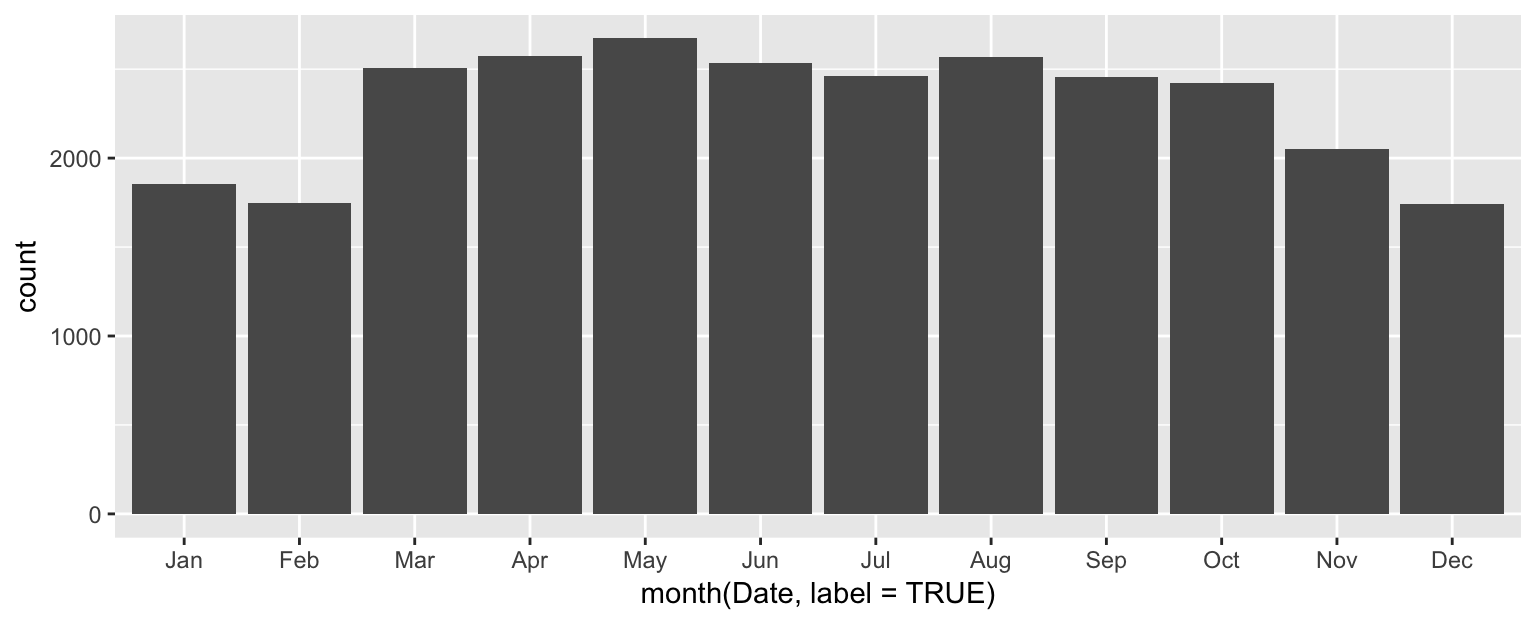 2000
1000
0
count
Jan Feb Mar Apr May Jun Jul Aug Sep Oct Nov Dec
month(Date, label = TRUE)